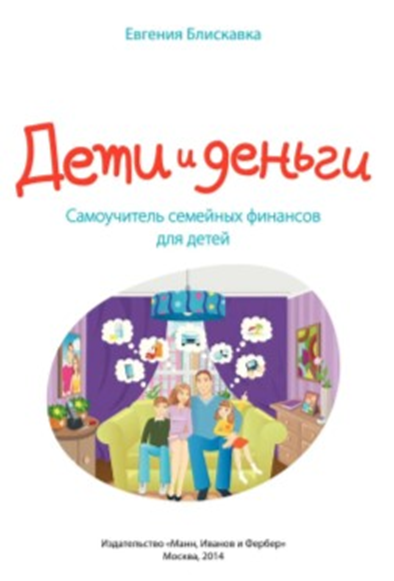 Евгения Блискавка
Дети и деньги
Самоучитель семейных финансов
для детей
Издательство «Манн, Иванов и Фербер»
Москва, 2014